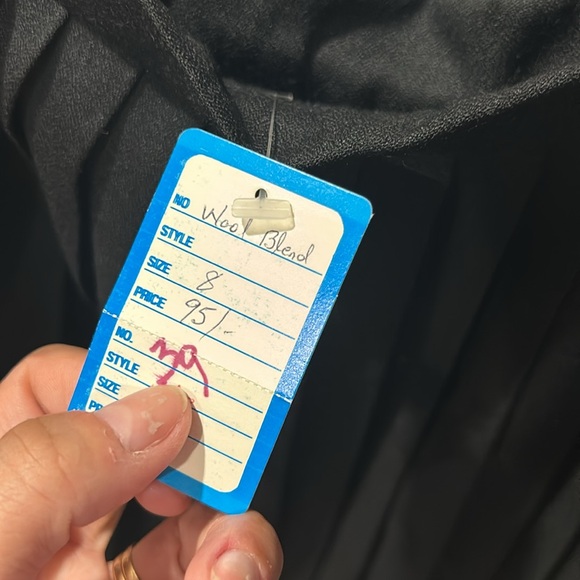 NO Wool Blend
STYLE
SIZE 8
PRICE 95/-
NO.
STYLE
SIZE